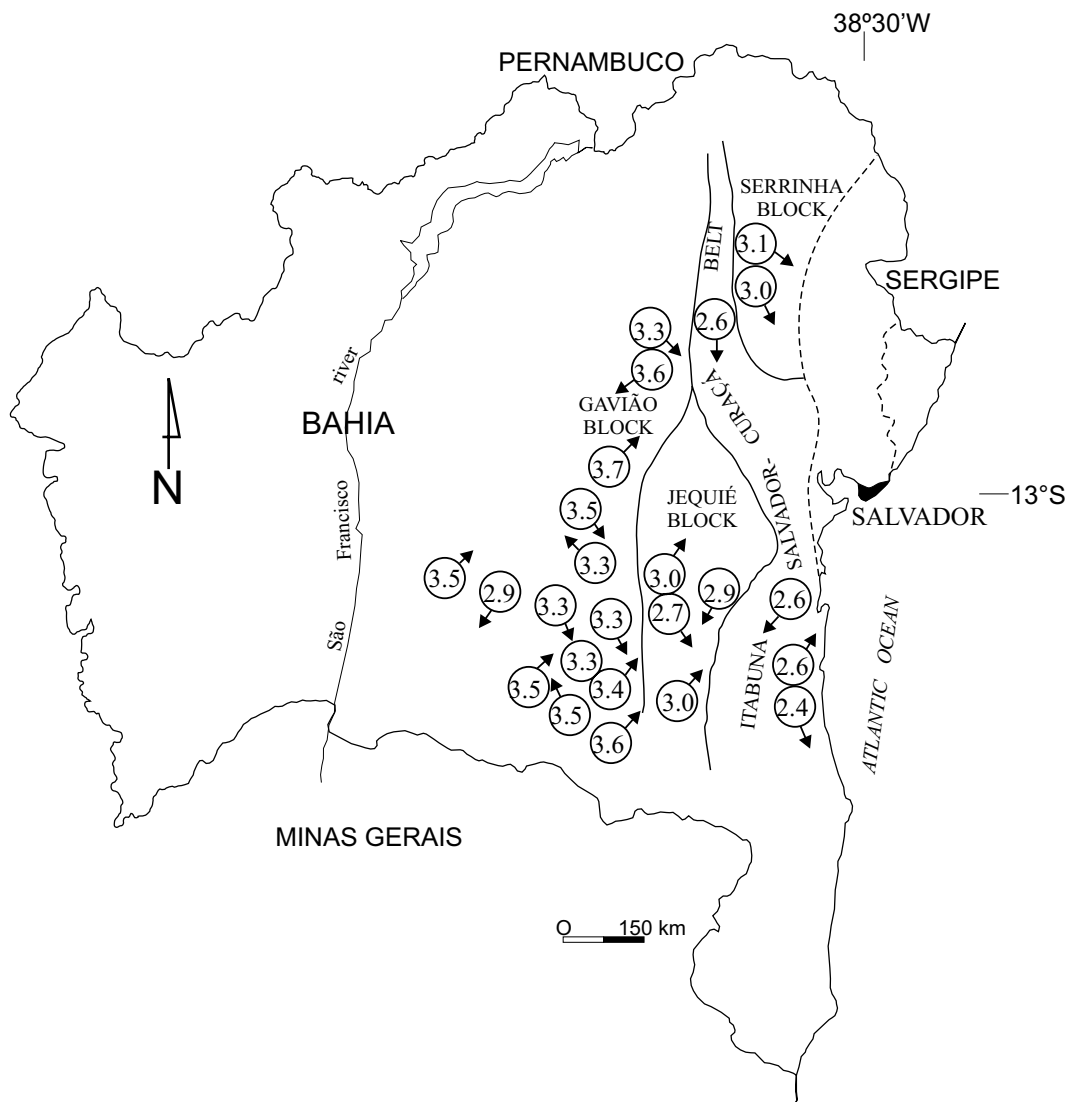 38º30'W
PERNAMBUCO
SERRINHA
BLOCK
BELT
3.1
3.0
SERGIPE
3.3
2.6
3.6
river
CURAÇÁ
GAVIÃO
BLOCK
BAHIA
3.7
N
JEQUIÉ
BLOCK
SALVADOR-
13°S
SALVADOR
Francisco
3.5
3.3
3.5
2.9
3.0
2.9
3.3
3.3
2.7
2.6
São
3.3
3.5
3.4
3.5
3.0
3.6
ITABUNA
2.6
2.4
ATLANTIC OCEAN
MINAS GERAIS
O 150 km